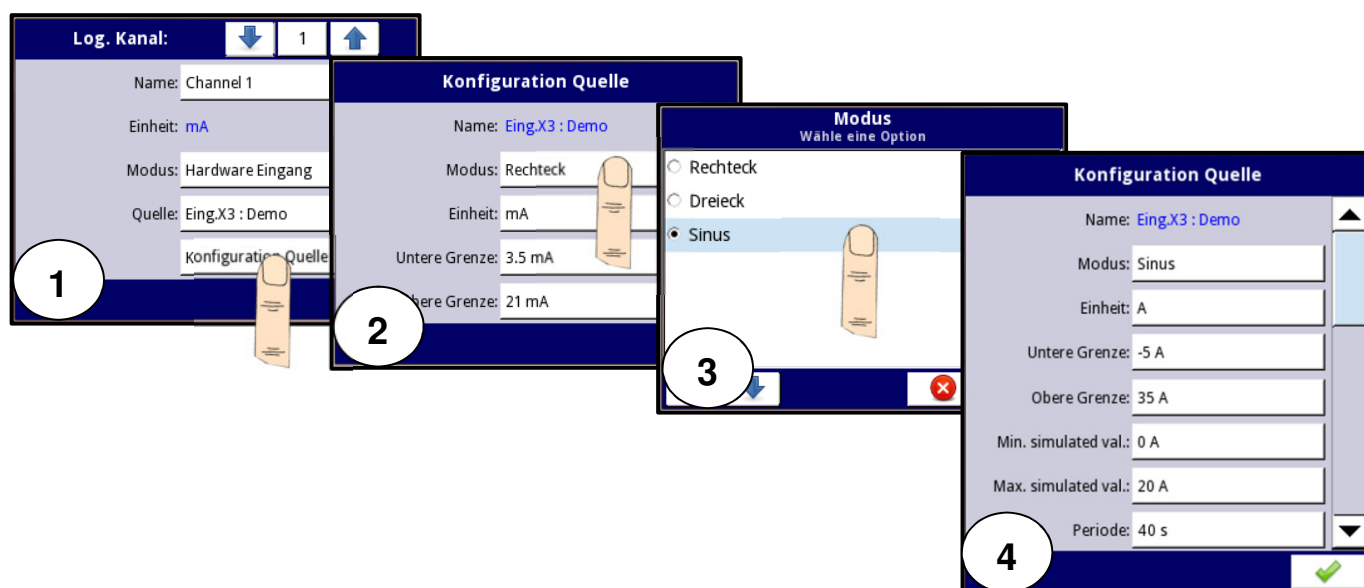 Log. Kanal: 1
Name: Channel 1
Einheit: mA
Modus: Hardware Eingang
Quelle: Eing.X3 : Demo
Konfiguration Quelle
1
Konfiguration Quelle
Name: Eing.X3 : Demo
Modus: Rechteck
Einheit: mA
Untere Grenze: 3.5 mA
bere Grenze: 21 mA
2
Modus
Wähle eine Option
Rechteck
Dreieck
Sinus
3
Konfiguration Quelle
Name: Eing.X3 : Demo
Modus: Sinus
Einheit: A
Untere Grenze: -5 A
Obere Grenze: 35 A
Min. simulated val.: 0 A
Max. simulated val.: 20 A
Periode: 40 s
4